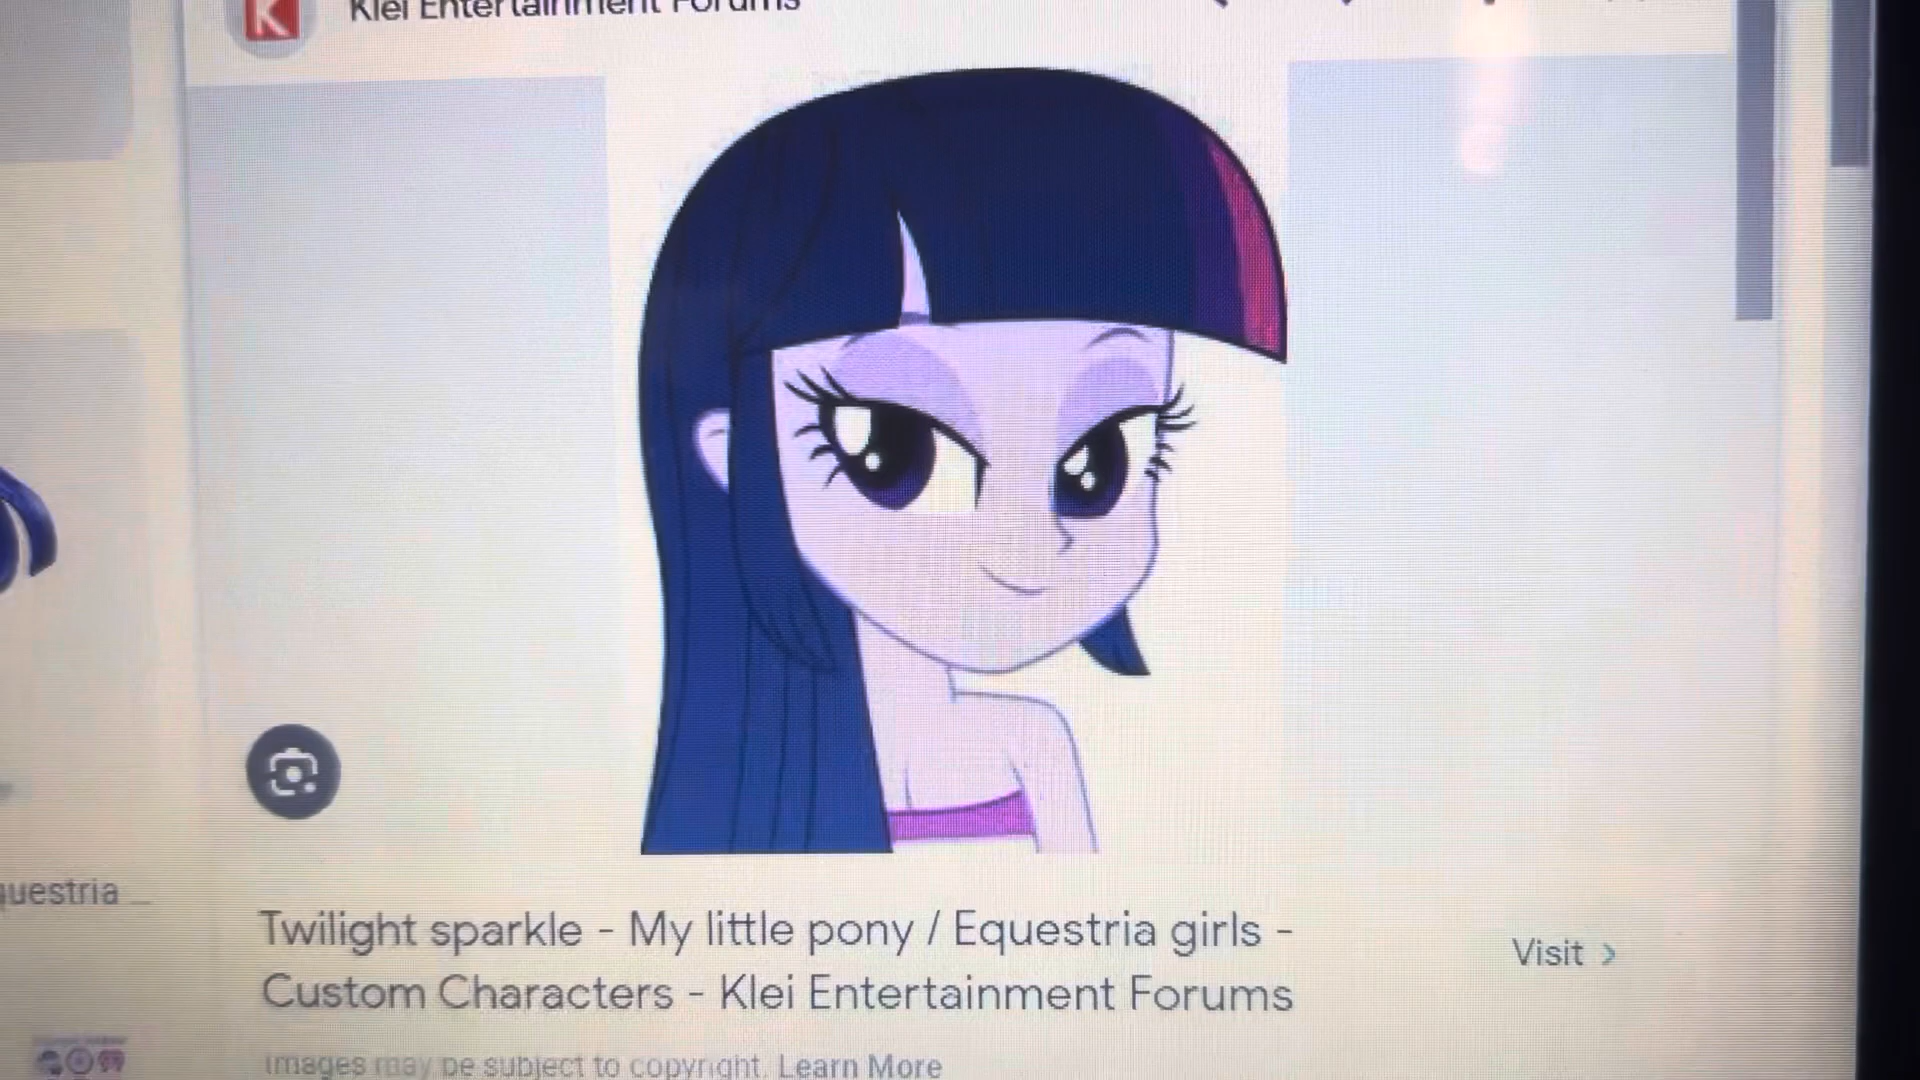 K
Klei Entertainment Forums
questria ...
Twilight sparkle - My little pony / Equestria girls -
Custom Characters - Klei Entertainment Forums
Visit >
Images may be subject to copyright. Learn More